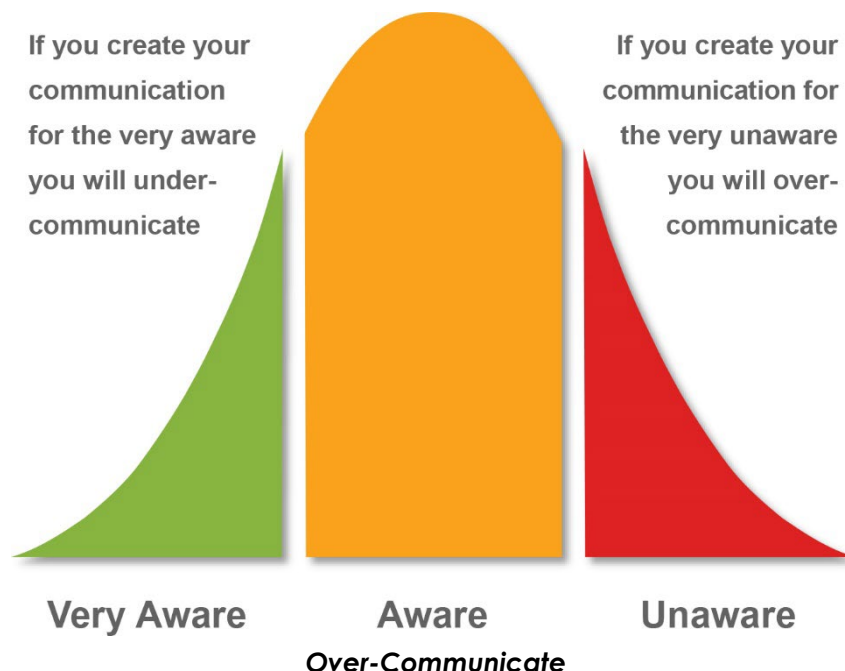 If you create your
communication
for the very aware
you will under-
communicate
If you create your
communication for
the very unaware
you will over-
communicate
Very Aware
Aware
Unaware
Over-Communicate